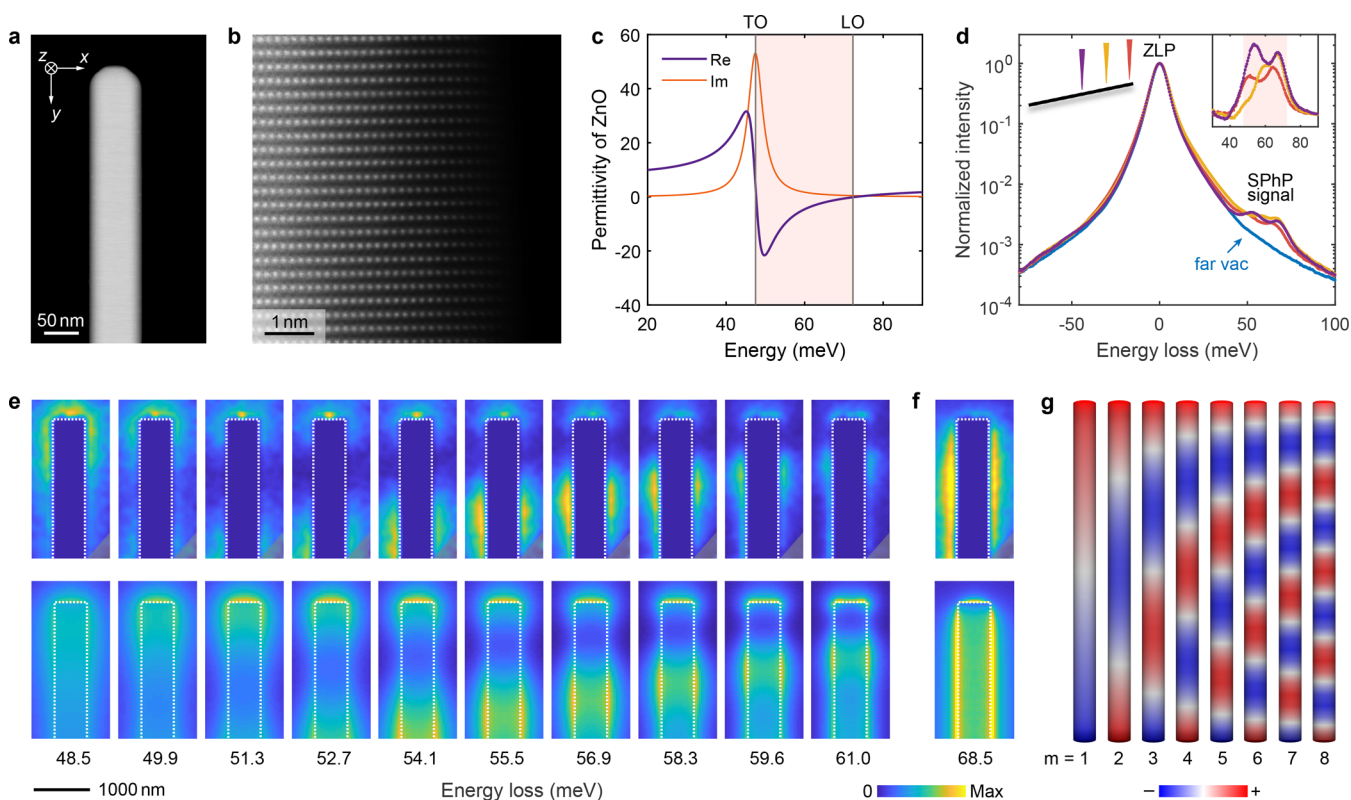 a
z
x
y
50 nm
b
1 nm
c
TO
LO
Re
Im
60
40
20
0
-20
-40
20
40
60
80
Permittivity of ZnO
Energy (meV)
d
ZLP
10⁰
10⁻¹
10⁻²
10⁻³
10⁻⁴
-50
0
50
100
Normalized intensity
Energy loss (meV)
40 60 80
SPhP
signal
far vac
e
48.5 49.9 51.3 52.7 54.1 55.5 56.9 58.3 59.6 61.0
1000 nm
Energy loss (meV)
0 Max
f
68.5
g
m = 1 2 3 4 5 6 7 8
− +